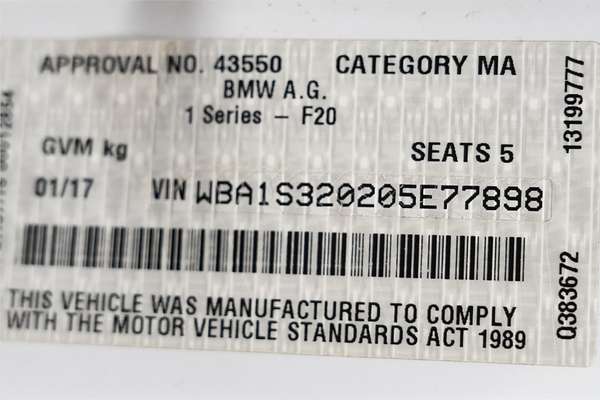 APPROVAL NO. 43550 CATEGORY MA
BMW A.G.
1 Series – F20
GVM kg SEATS 5
01/17 VIN WBA1S320205E77898
THIS VEHICLE WAS MANUFACTURED TO COMPLY
WITH THE MOTOR VEHICLE STANDARDS ACT 1989
13199777
Q383672